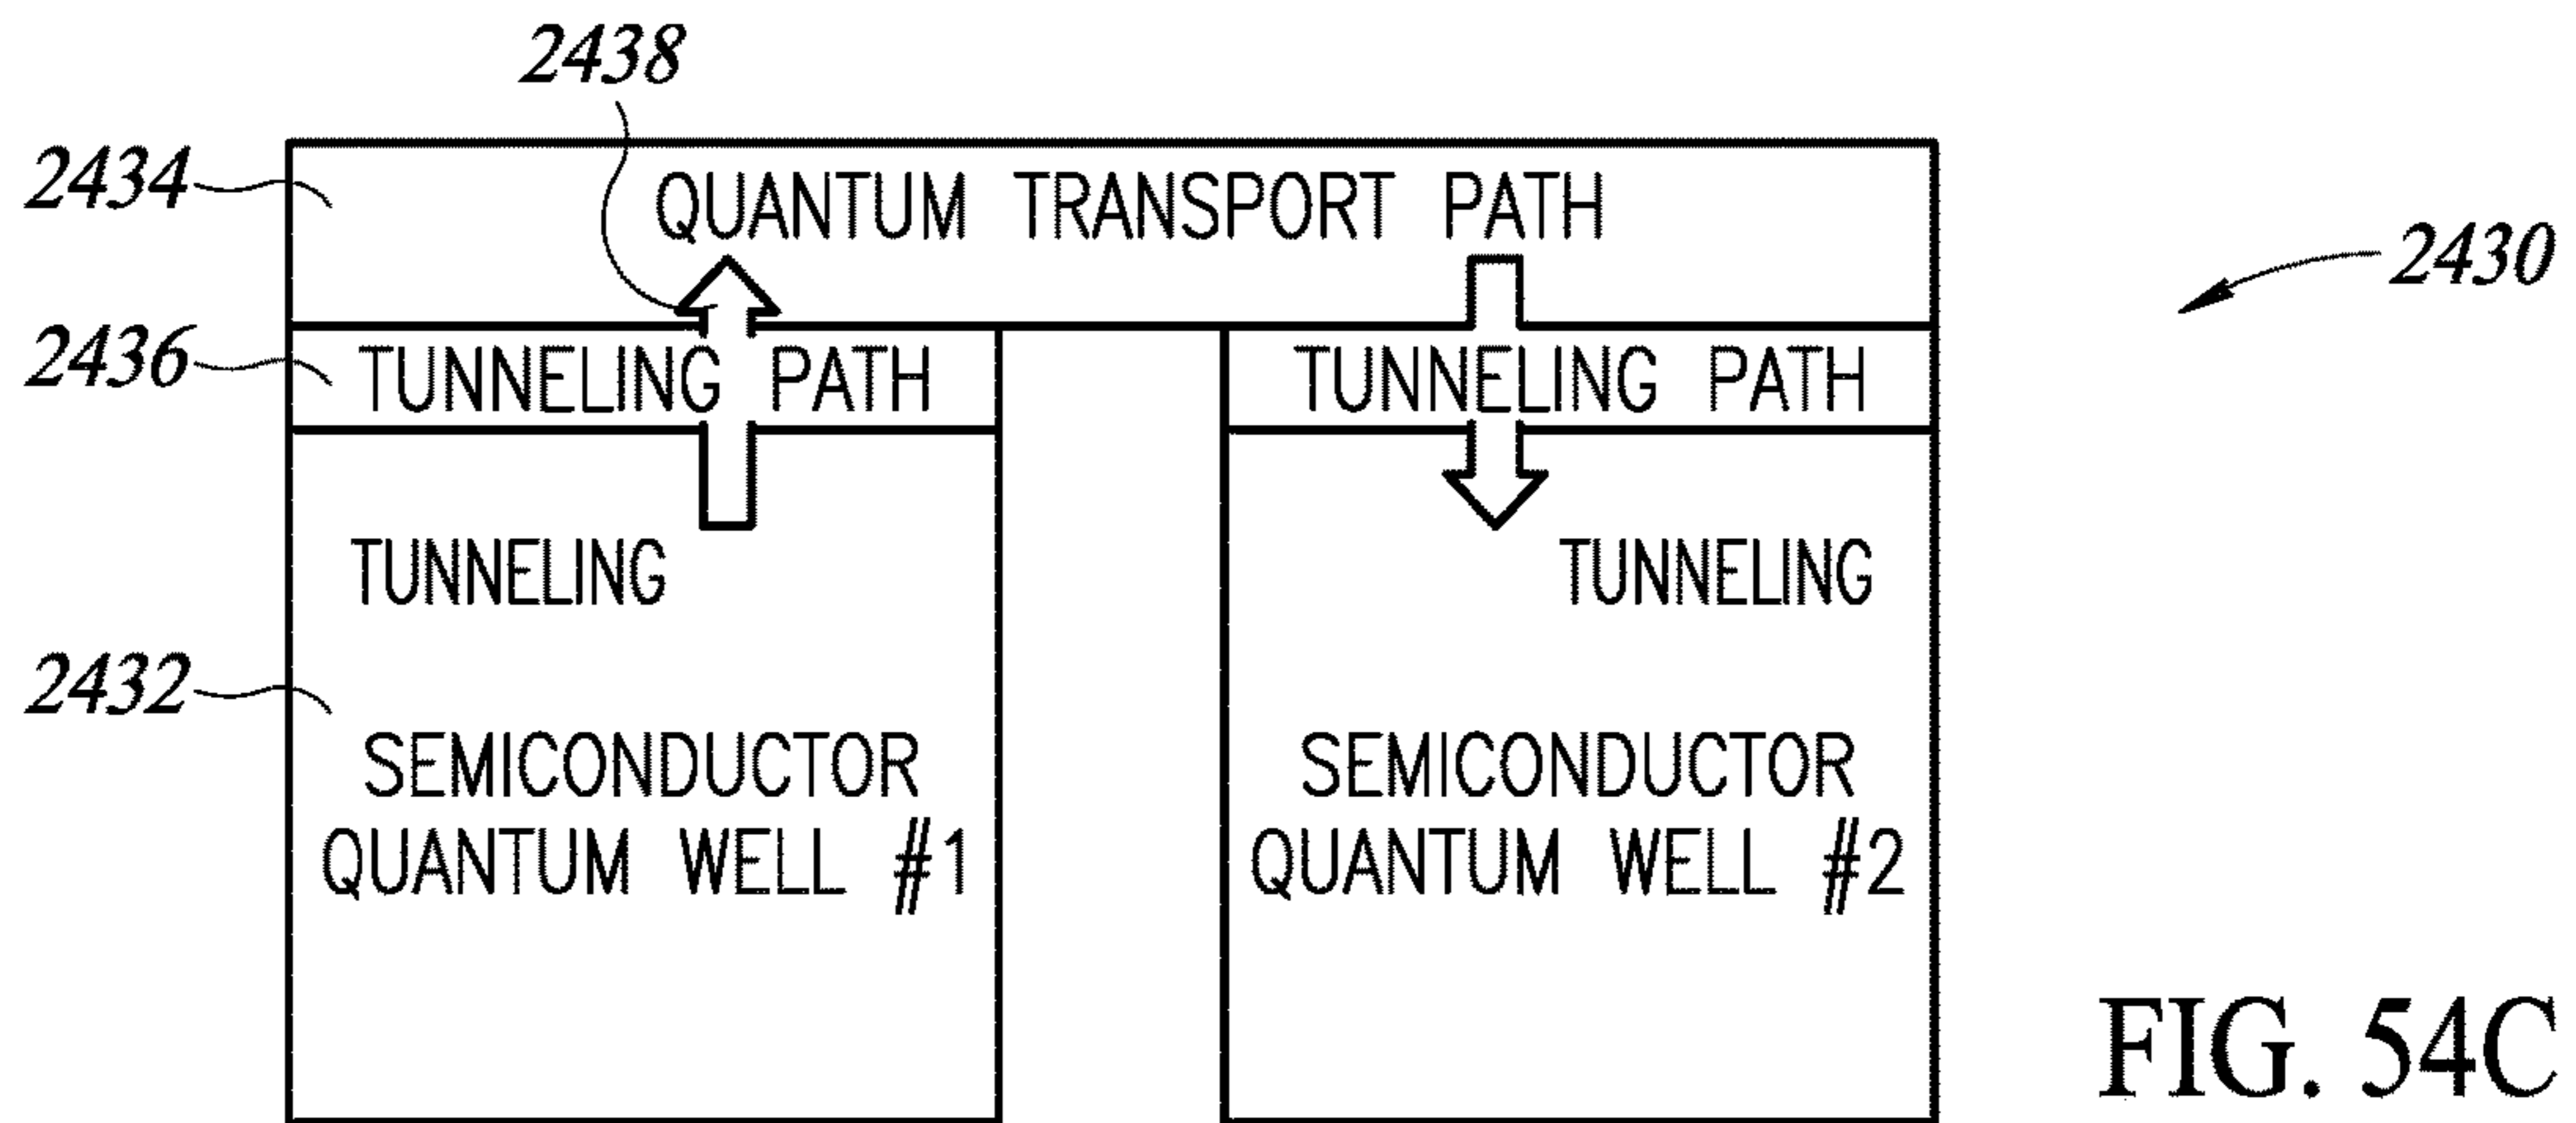 2438
2434
QUANTUM TRANSPORT PATH
2430
2436
TUNNELING PATH
TUNNELING PATH
TUNNELING
TUNNELING
2432
SEMICONDUCTOR
QUANTUM WELL #1
SEMICONDUCTOR
QUANTUM WELL #2
FIG. 54C